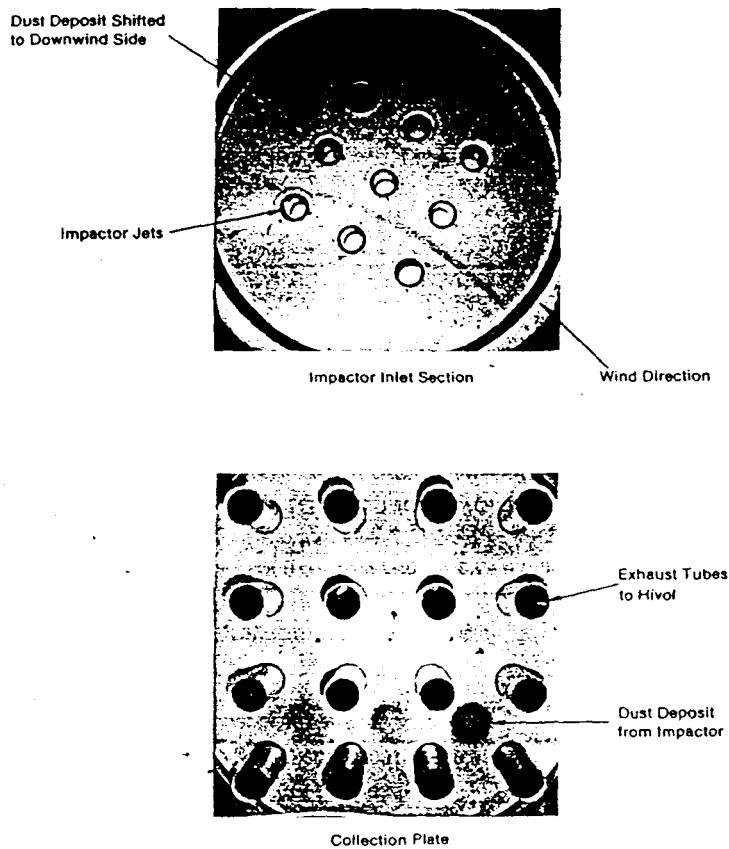 Dust Deposit Shifted
to Downwind Side
Impactor Jets
Impactor Inlet Section
Wind Direction
Exhaust Tubes
to Hivol
Dust Deposit
from Impactor
Collection Plate